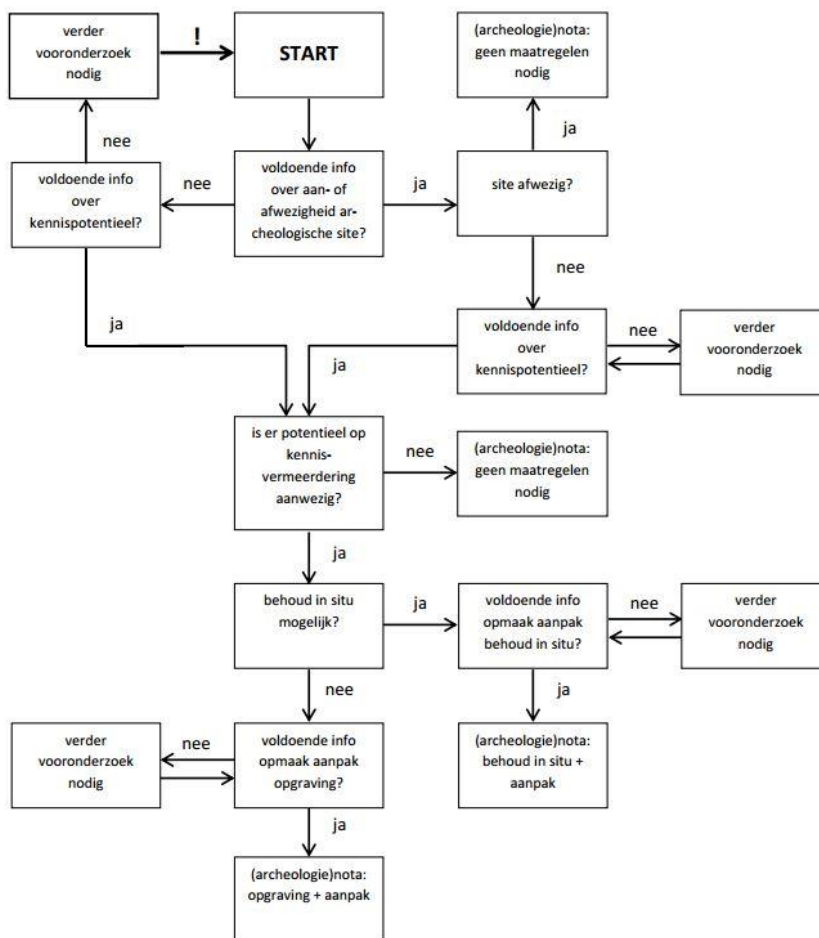 verder
vooronderzoek
nodig
!
START
(archeologie)nota:
geen maatregelen
nodig
nee
ja
voldoende info
over
kennispotentieel?
nee
voldoende info
over aan- of
afwezigheid ar-
cheologische site?
ja
site afwezig?
nee
ja
voldoende info
over
kennispotentieel?
nee
verder
vooronderzoek
nodig
ja
is er potentieel op
kennis-
vermeerdering
aanwezig?
nee
(archeologie)nota:
geen maatregelen
nodig
ja
behoud in situ
mogelijk?
ja
voldoende info
opmaak aanpak
behoud in situ?
nee
verder
vooronderzoek
nodig
nee
ja
verder
vooronderzoek
nodig
nee
voldoende info
opmaak aanpak
opgraving?
(archeologie)nota:
behoud in situ +
aanpak
ja
(archeologie)nota:
opgraving + aanpak